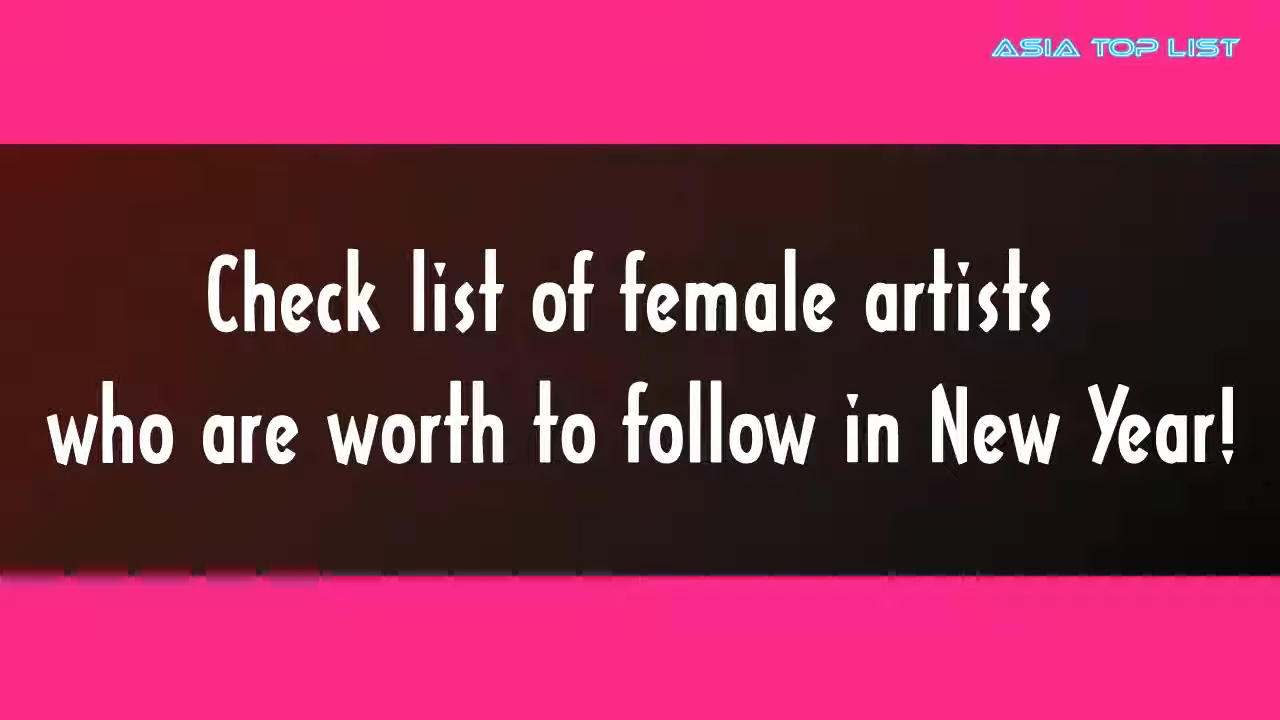 ASIA TOP LIST
Check list of female artists
who are worth to follow in New Year!